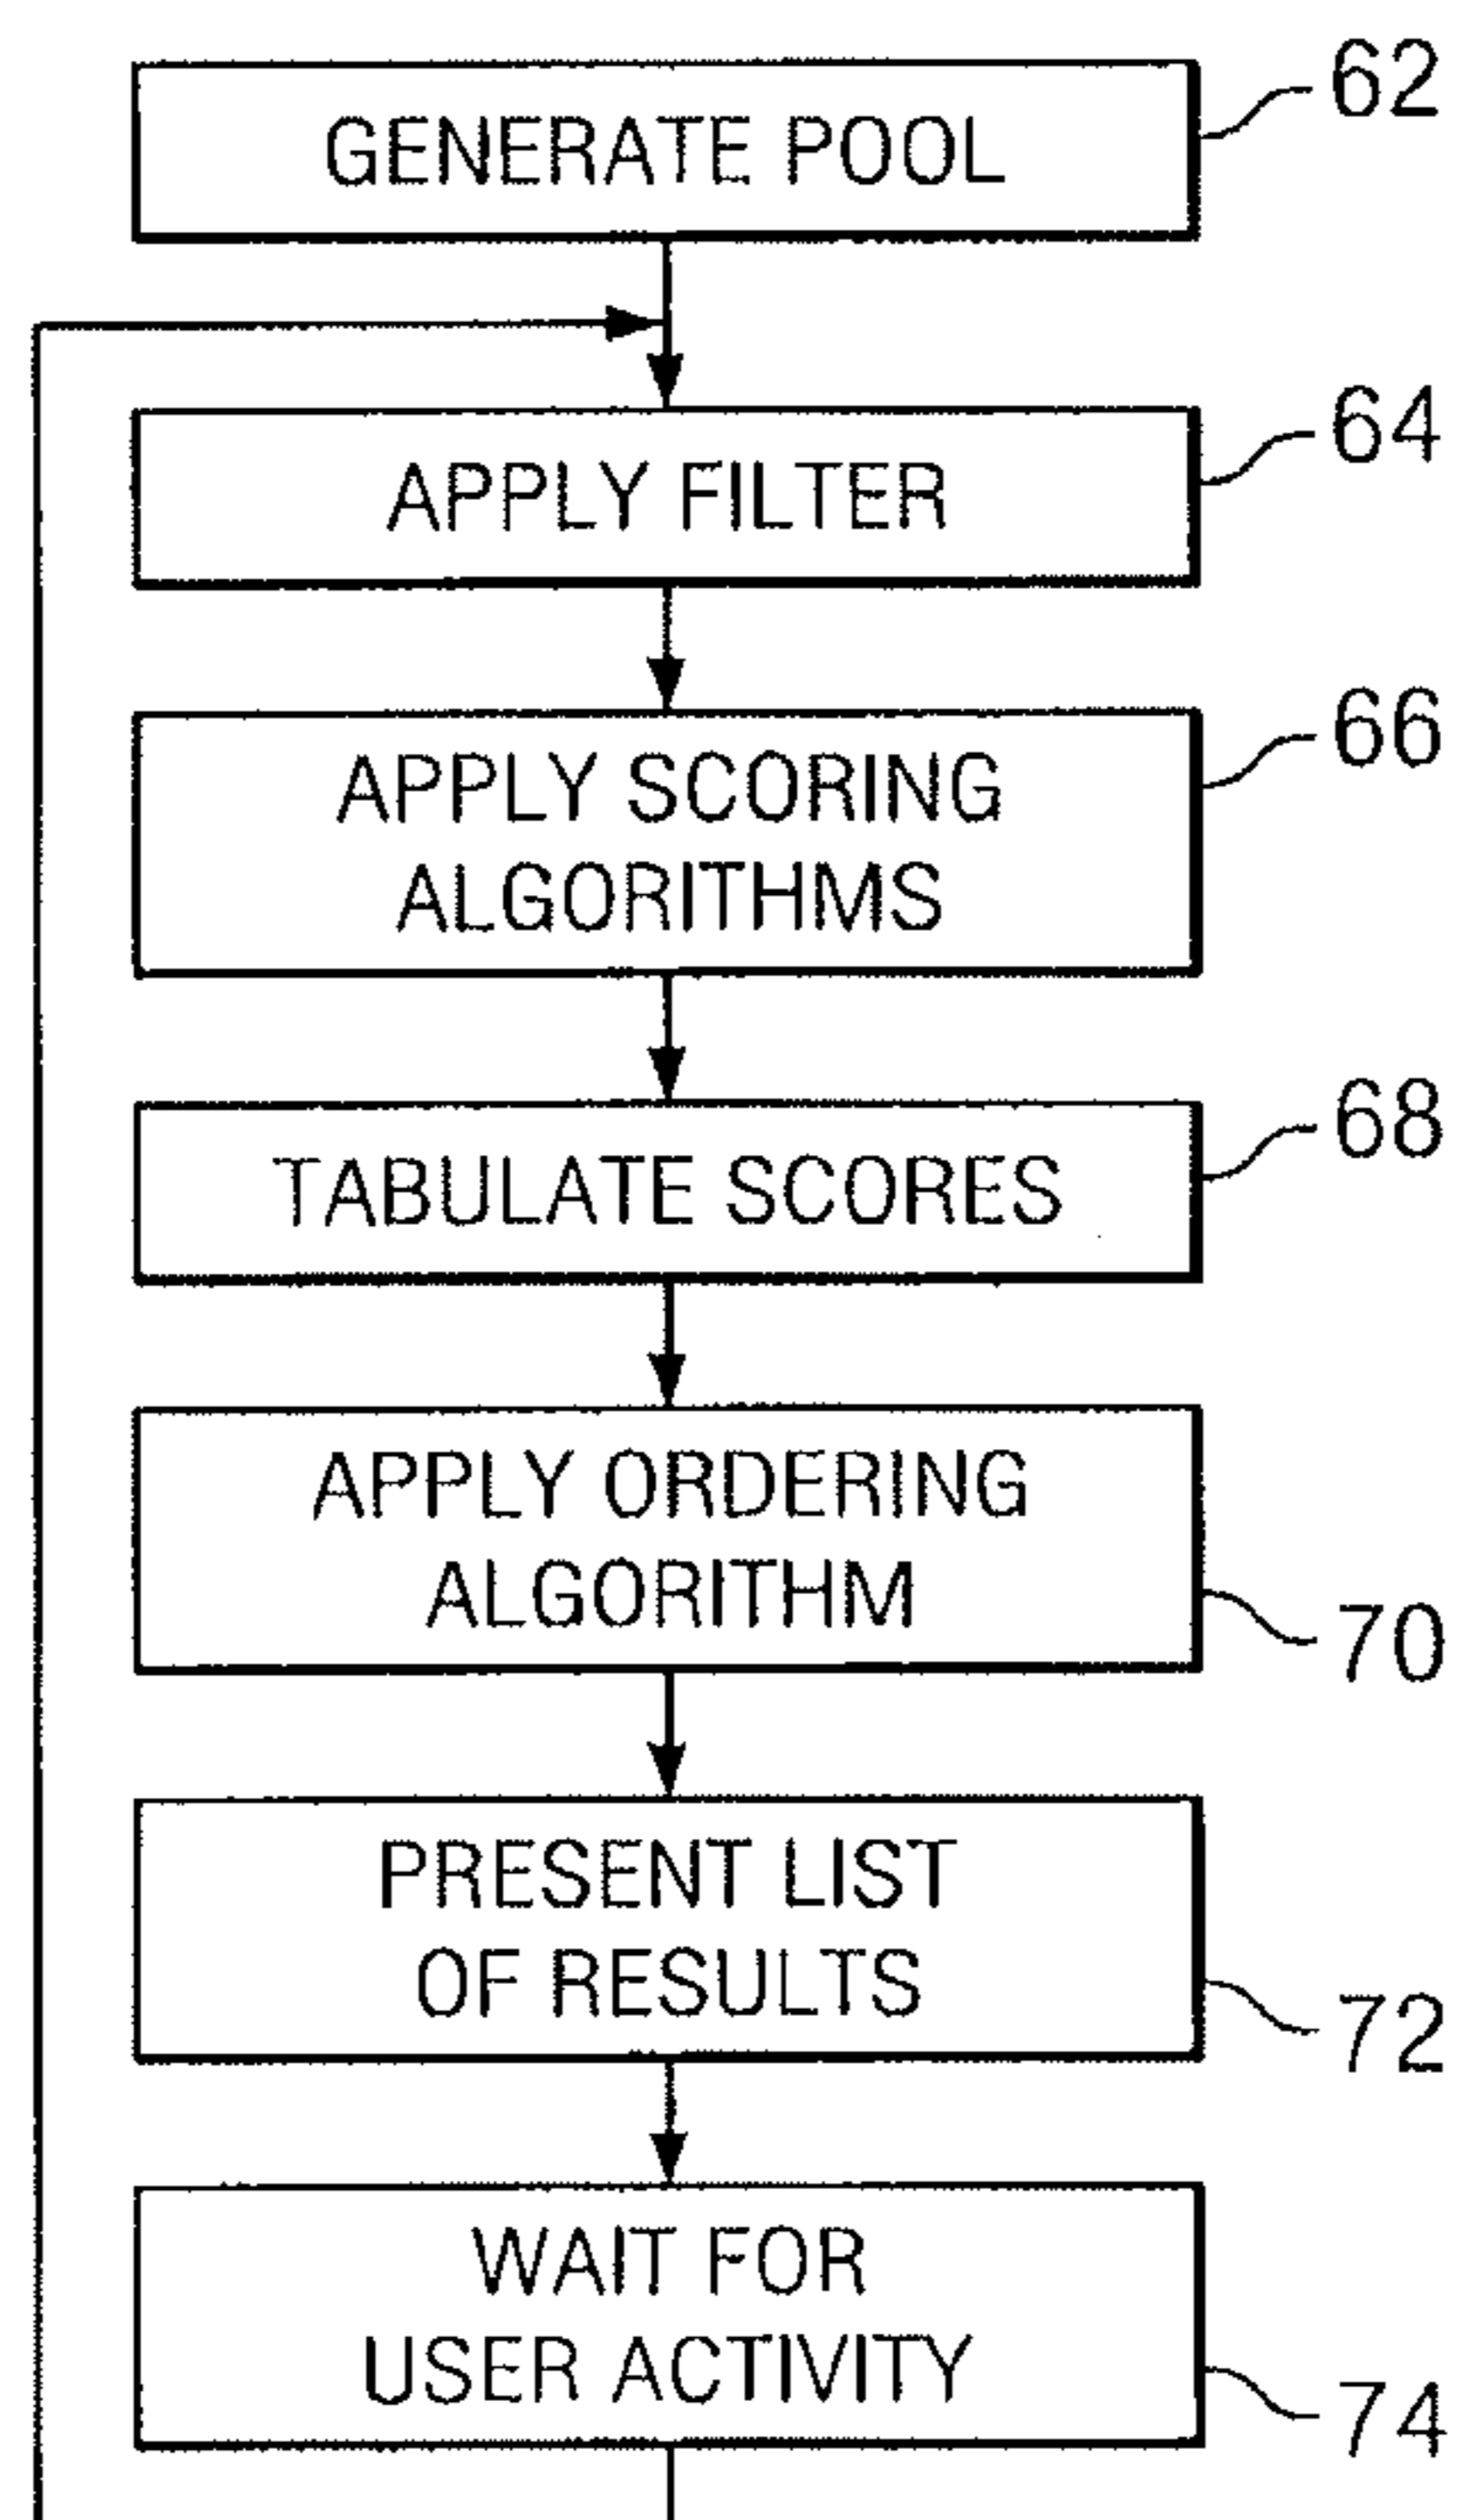 GENERATE POOL
62
APPLY FILTER
64
APPLY SCORING
ALGORITHMS
66
TABULATE SCORES
68
APPLY ORDERING
ALGORITHM
70
PRESENT LIST
OF RESULTS
72
WAIT FOR
USER ACTIVITY
74